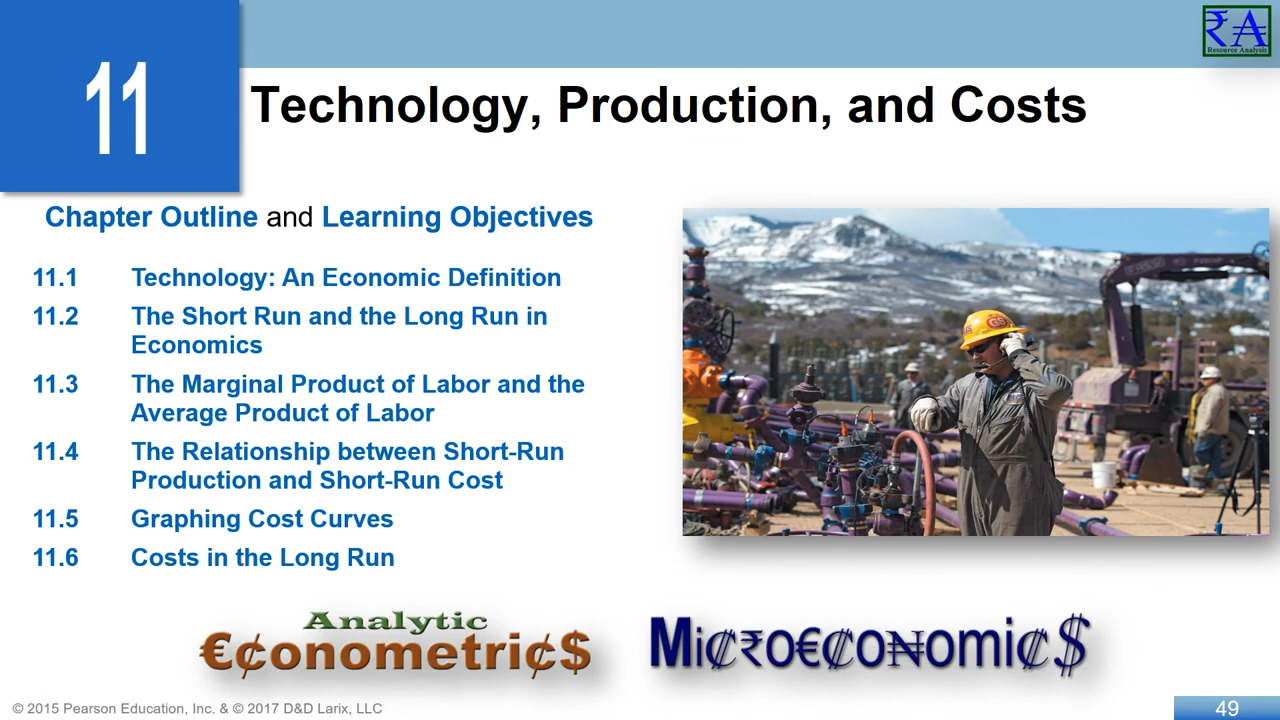 11
₹A
Resource Analysis
Technology, Production, and Costs
Chapter Outline and Learning Objectives
11.1 Technology: An Economic Definition
11.2 The Short Run and the Long Run in
Economics
11.3 The Marginal Product of Labor and the
Average Product of Labor
11.4 The Relationship between Short-Run
Production and Short-Run Cost
11.5 Graphing Cost Curves
11.6 Costs in the Long Run
GS
Analytic
€¢onometri¢$
Mi₡₹o€₡o₦omi₡$
© 2015 Pearson Education, Inc. & © 2017 D&D Larix, LLC
49